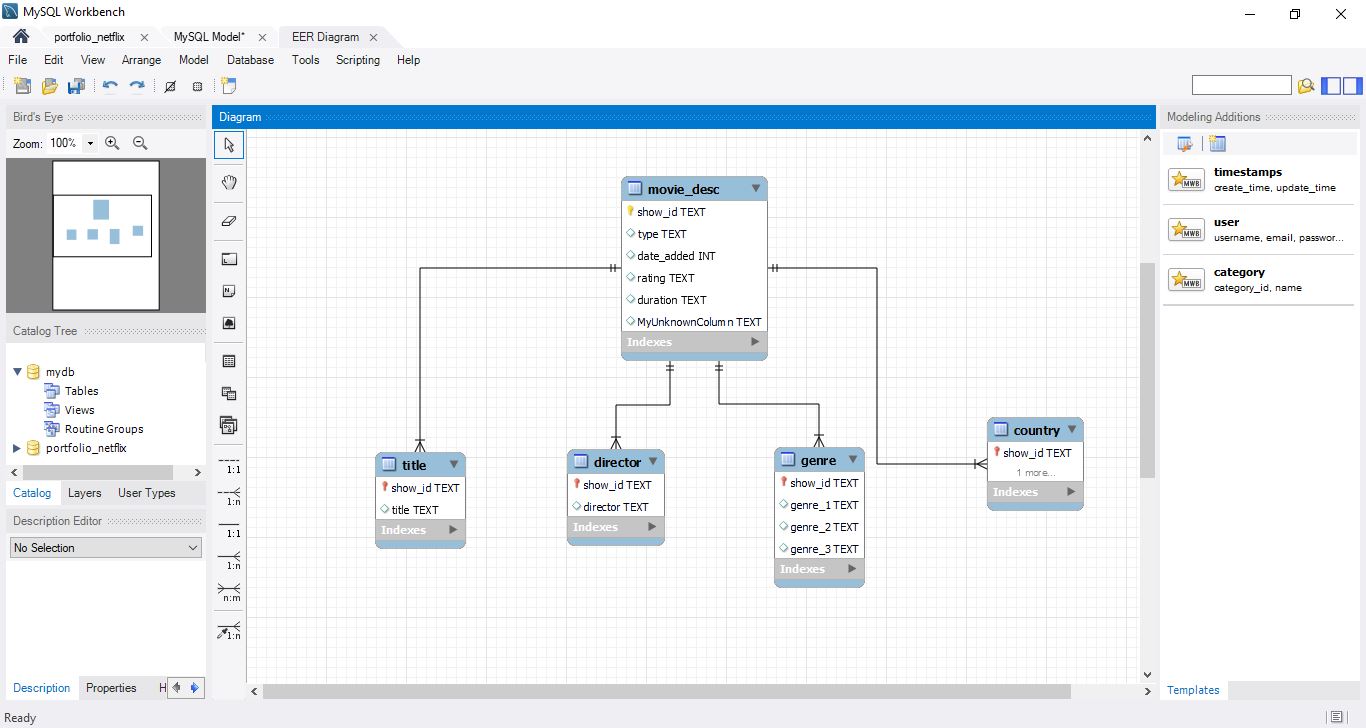 MySQL Workbench
portfolio_netflix
MySQL Model*
EER Diagram
File Edit View Arrange Model Database Tools Scripting Help
Bird's Eye
Zoom: 100%
Catalog Tree
mydb
Tables
Views
Routine Groups
portfolio_netflix
Catalog Layers User Types
Description Editor
No Selection
Description Properties H
Diagram
N
1:1
1:n
1:1
1:n
n:m
1:n
movie_desc
show_id TEXT
type TEXT
date_added INT
rating TEXT
duration TEXT
MyUnknownColumn TEXT
Indexes
title
show_id TEXT
title TEXT
Indexes
director
show_id TEXT
director TEXT
Indexes
genre
show_id TEXT
genre_1 TEXT
genre_2 TEXT
genre_3 TEXT
Indexes
country
show_id TEXT
1 more...
Indexes
Modeling Additions
MWB
timestamps
create_time, update_time
MWB
user
username, email, passwor...
MWB
category
category_id, name
Templates
Ready